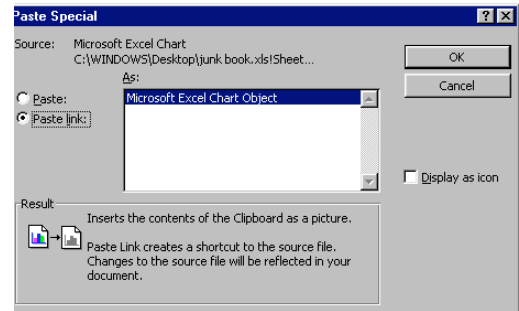 Paste Special
Source: Microsoft Excel Chart
C:\WINDOWS\Desktop\junk book.xls!Sheet...
As:
Paste:
Paste link:
Microsoft Excel Chart Object
OK
Cancel
Display as icon
Result
Inserts the contents of the Clipboard as a picture.
Paste Link creates a shortcut to the source file.
Changes to the source file will be reflected in your
document.